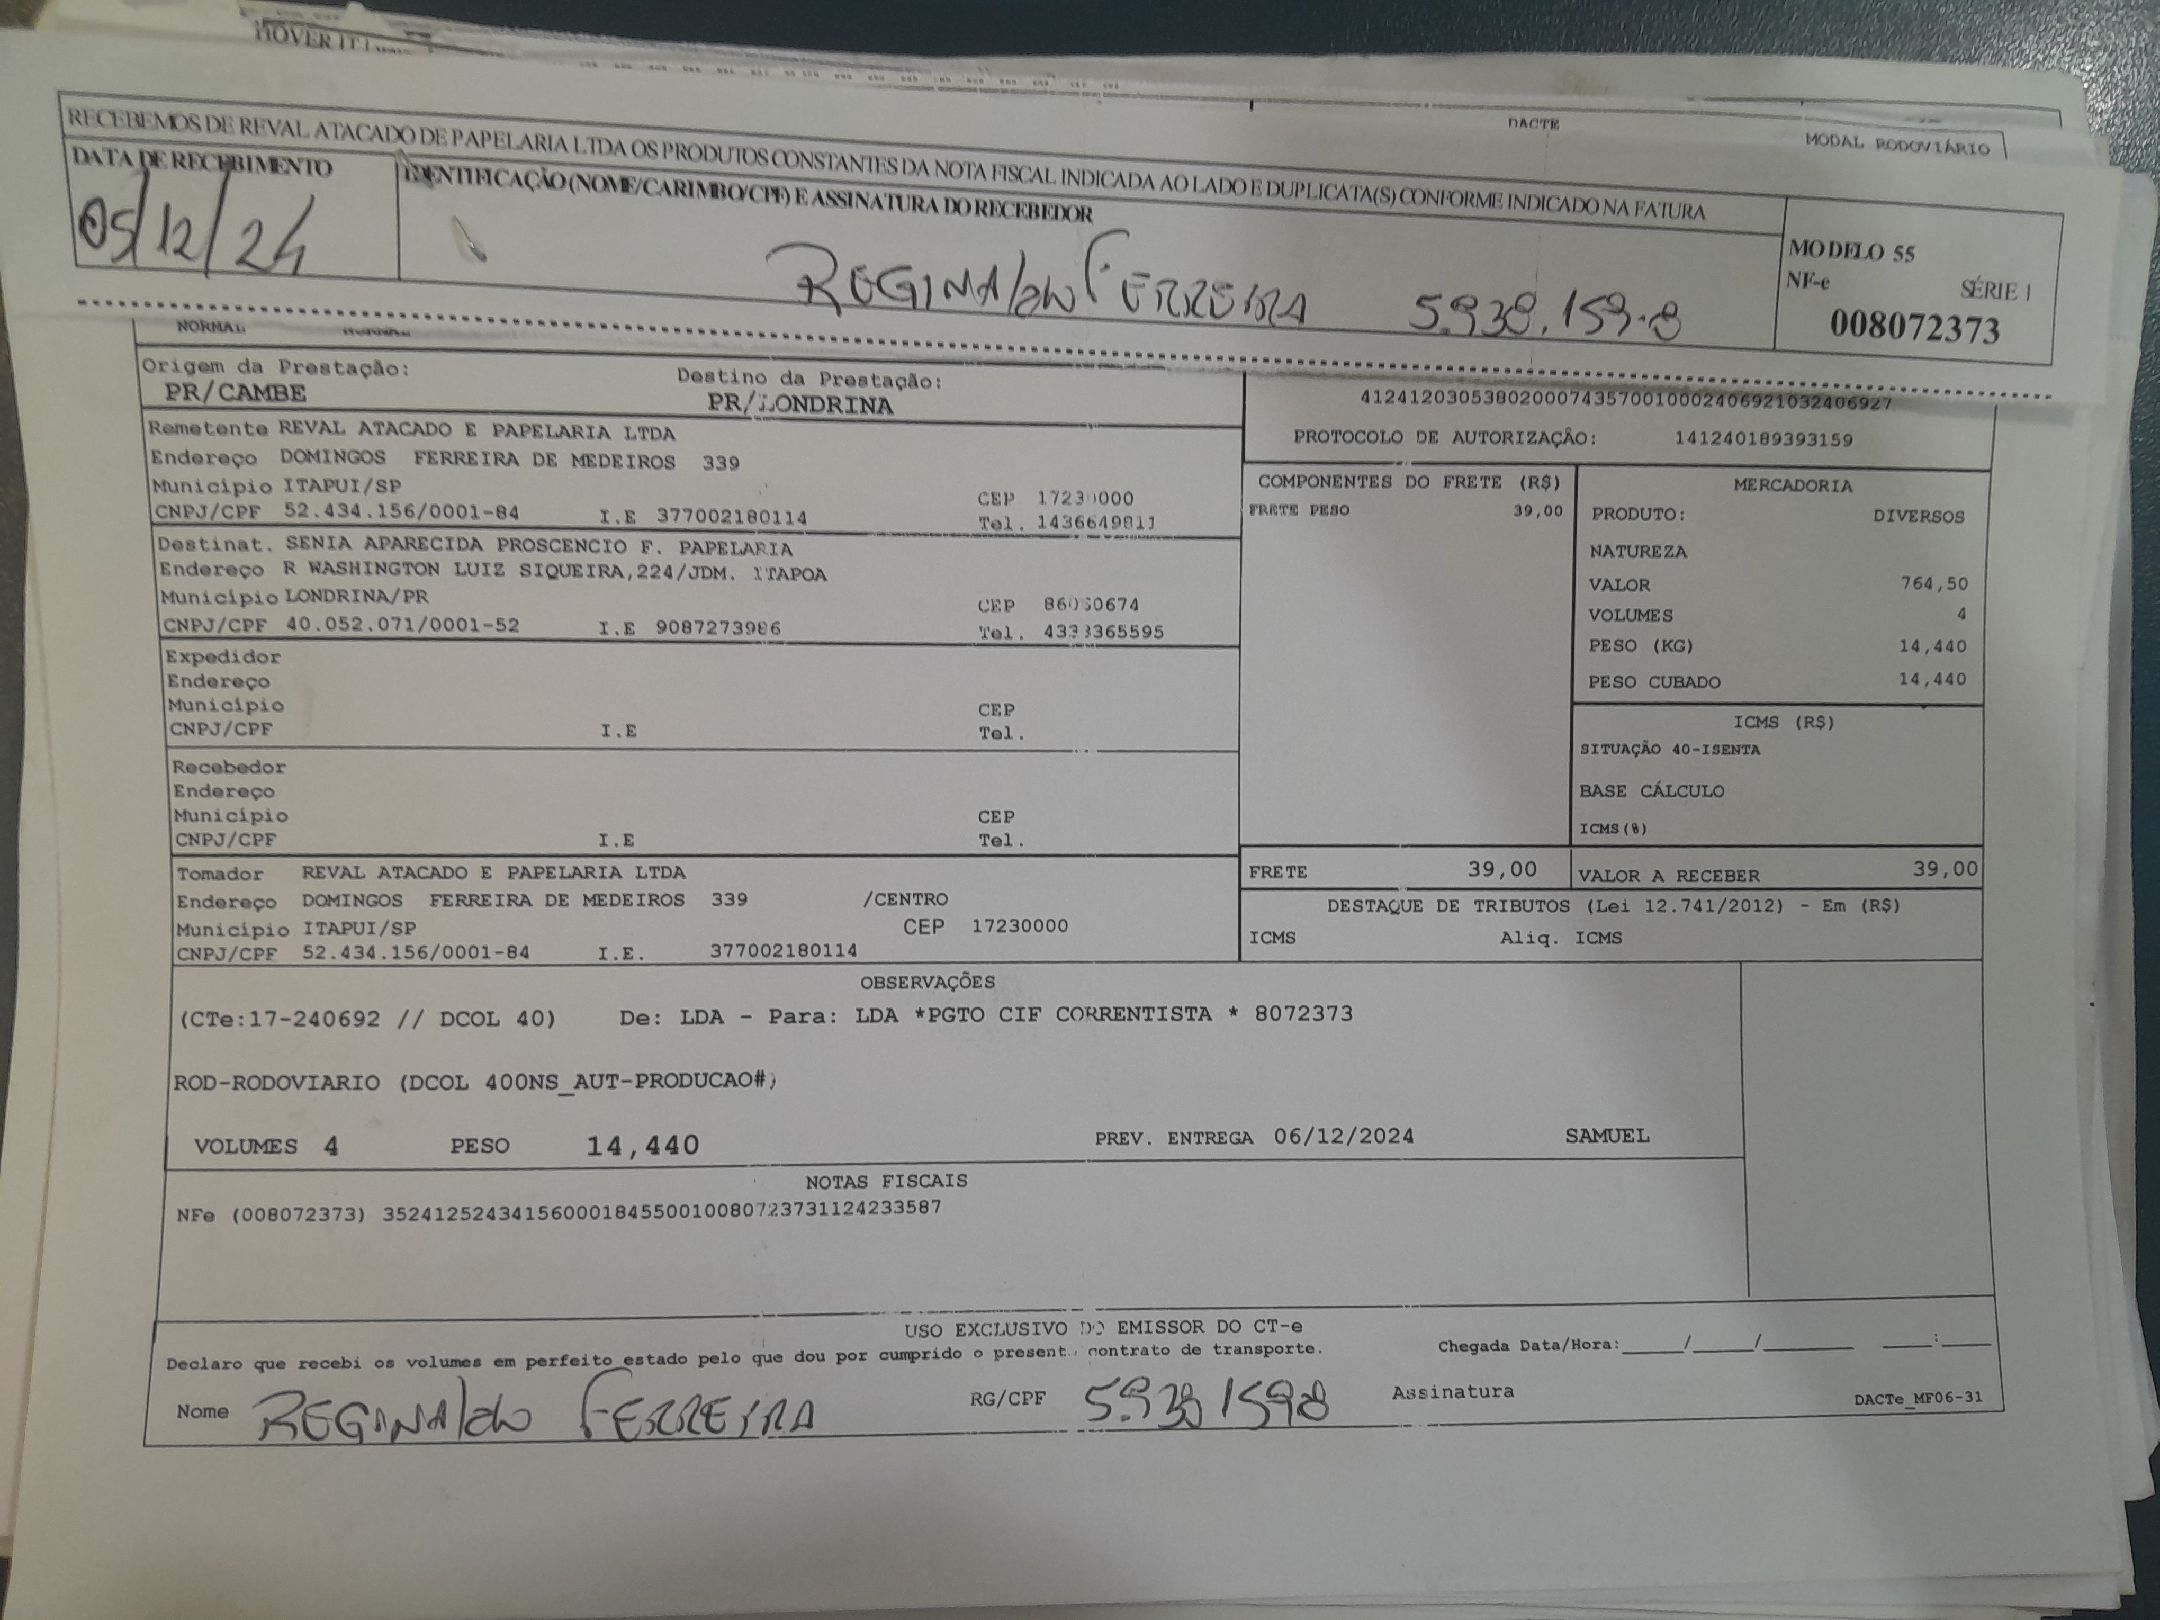 DACTE
MODAL RODOVIÁRIO
RECEBEMOS DE REVAL ATACADO DE PAPELARIA LTDA OS PRODUTOS CONSTANTES DA NOTA FISCAL INDICADA AO LADO E DUPLICATA(S) CONFORME INDICADO NA FATURA
DATA DE RECEBIMENTO
05/12/24
IDENTIFICAÇÃO (NOME/CARIMBO/CPF) E ASSINATURA DO RECEBEDOR
REGINALDO FERREIRA 5.938.159-8
MODELO 55
NF-e SÉRIE 1
008072373
NORMAL
Origem da Prestação: Destino da Prestação:
PR/CAMBE PR/LONDRINA
41241203053802000743570010002406921032406927
PROTOCOLO DE AUTORIZAÇÃO: 141240189393159
Remetente REVAL ATACADO E PAPELARIA LTDA
Endereço DOMINGOS FERREIRA DE MEDEIROS 339
Município ITAPUI/SP CEP 17230000
CNPJ/CPF 52.434.156/0001-84 I.E 377002180114 Tel. 1436649811
Destinat. SENIA APARECIDA PROSCENCIO F. PAPELARIA
Endereço R WASHINGTON LUIZ SIQUEIRA,224/JDM. ITAPOA
Município LONDRINA/PR CEP
CNPJ/CPF 40.052.071/0001-52 I.E 9087273986 Tel. 4333365595
Expedidor
Endereço
Município CEP
CNPJ/CPF I.E Tel.
Recebedor
Endereço
Município CEP
CNPJ/CPF I.E Tel.
Tomador REVAL ATACADO E PAPELARIA LTDA
Endereço DOMINGOS FERREIRA DE MEDEIROS 339 /CENTRO
Município ITAPUI/SP CEP 17230000
CNPJ/CPF 52.434.156/0001-84 I.E. 377002180114
COMPONENTES DO FRETE (R$)
FRETE PESO 39,00
MERCADORIA
PRODUTO: DIVERSOS
NATUREZA
VALOR 764,50
VOLUMES 4
PESO (KG) 14,440
PESO CUBADO 14,440
ICMS (R$)
SITUAÇÃO 40-ISENTA
BASE CÁLCULO
ICMS(%)
FRETE 39,00 VALOR A RECEBER 39,00
DESTAQUE DE TRIBUTOS (Lei 12.741/2012) - Em (R$)
ICMS Aliq. ICMS
OBSERVAÇÕES
(CTe:17-240692 // DCOL 40) De: LDA - Para: LDA *PGTO CIF CORRENTISTA * 8072373
ROD-RODOVIARIO (DCOL 400NS_AUT-PRODUCAO#)
VOLUMES 4 PESO 14,440 PREV. ENTREGA 06/12/2024 SAMUEL
NOTAS FISCAIS
NFe (008072373) 35241252434156000184550010080723731124233587
USO EXCLUSIVO DO EMISSOR DO CT-e
Declaro que recebi os volumes em perfeito estado pelo que dou por cumprido o present. contrato de transporte. Chegada Data/Hora:____/____/______ ___:___
Nome REGINALDO FERREIRA RG/CPF 5.938 1598 Assinatura DACTe_MF06-31